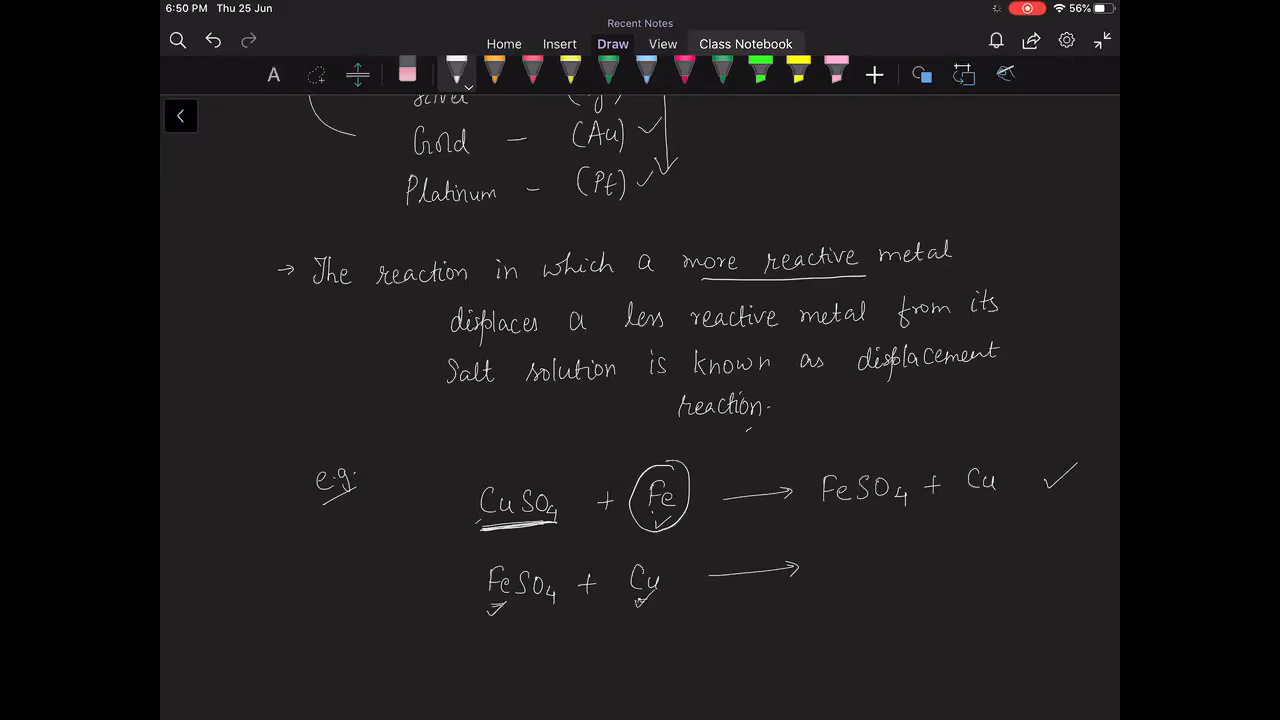 6:50 PM Thu 25 Jun
56%
Recent Notes
Home Insert Draw View Class Notebook
A
Silver - (Ag)
Gold - (Au) ✓
Platinum - (Pt) ✓
→ The reaction in which a more reactive metal
displaces a less reactive metal from its
Salt solution is known as displacement
reaction.
e.g.
CuSO4 + Fe → FeSO4 + Cu ✓
FeSO4 + Cu →